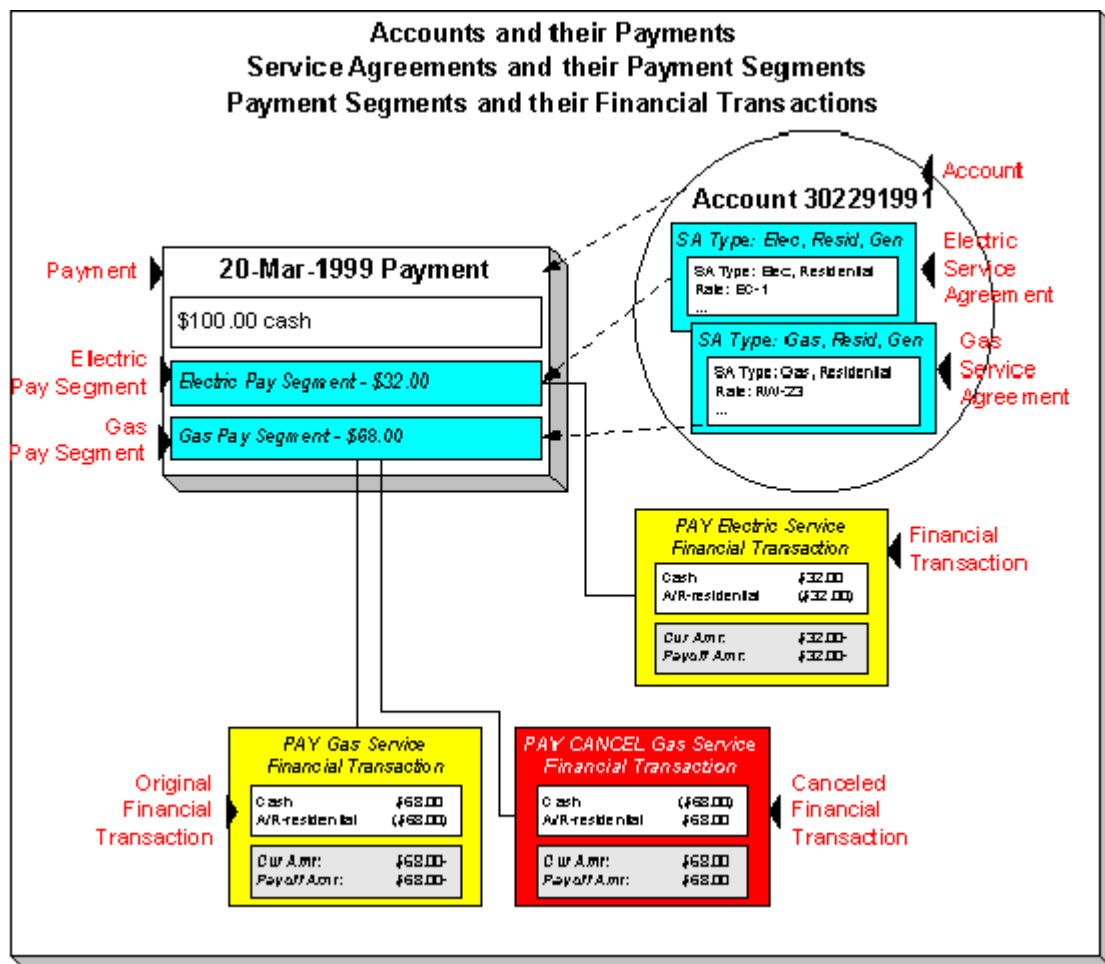 Accounts and their Payments
Service Agreements and their Payment Segments
Payment Segments and their Financial Transactions
Account
Account 302291991
SA Type: Elec, Resid, Gen
SA Type: Elec, Residential
Rate: EC-1
...
Electric
Service
Agreement
SA Type: Gas, Resid, Gen
SA Type: Gas, Residential
Rate: RW-23
...
Gas
Service
Agreement
Payment
20-Mar-1999 Payment
$100.00 cash
Electric
Pay Segment
Electric Pay Segment - $32.00
Gas
Pay Segment
Gas Pay Segment - $68.00
PAY Electric Service
Financial Transaction
Cash $32.00
A/R-residential ($32.00)
Cur Amt: $32.00-
Payoff Amt: $32.00-
Financial
Transaction
Original
Financial
Transaction
PAY Gas Service
Financial Transaction
Cash $68.00
A/R-residential ($68.00)
Cur Amt: $68.00-
Payoff Amt: $68.00-
PAY CANCEL Gas Service
Financial Transaction
Cash ($68.00)
A/R-residential $68.00
Cur Amt: $68.00
Payoff Amt: $68.00
Canceled
Financial
Transaction